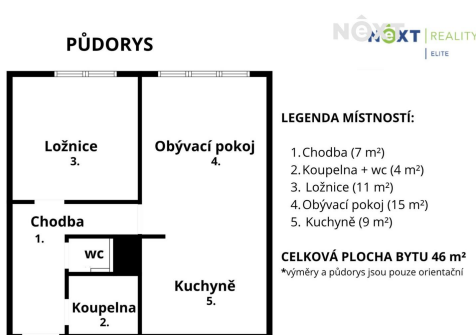 PŮDORYS
NEXT
NEXT REALITY
ELITE
Ložnice
3.
Obývací pokoj
4.
Chodba
1.
wc
Kuchyně
5.
Koupelna
2.
LEGENDA MÍSTNOSTÍ:
1. Chodba (7 m²)
2. Koupelna + wc (4 m²)
3. Ložnice (11 m²)
4. Obývací pokoj (15 m²)
5. Kuchyně (9 m²)
CELKOVÁ PLOCHA BYTU 46 m²
*výměry a půdorys jsou pouze orientační